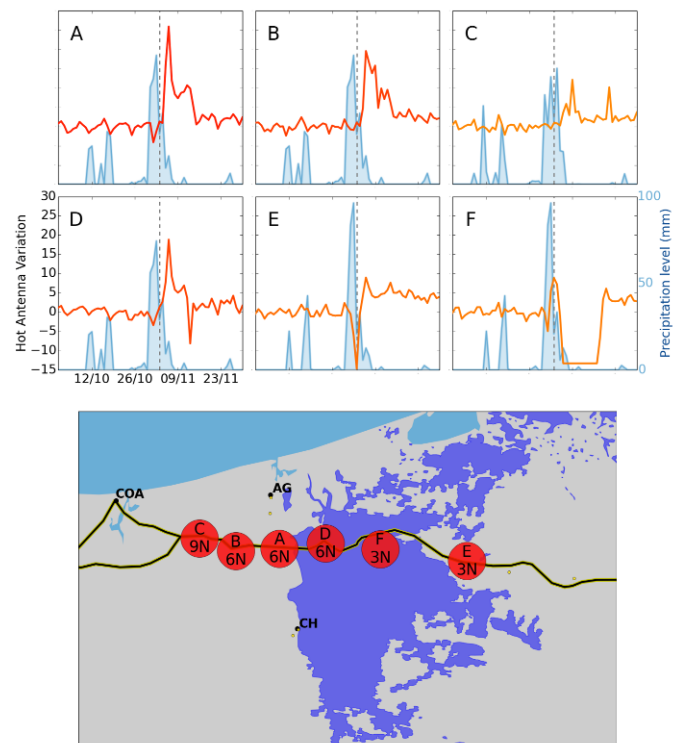 A
B
C
D
E
F
Hot Antenna Variation
30
25
20
15
10
5
0
−5
−10
−15
12/10
26/10
09/11
23/11
100
50
0
Precipitation level (mm)
COA
AG
C
9N
B
6N
A
6N
D
6N
F
3N
E
3N
CH